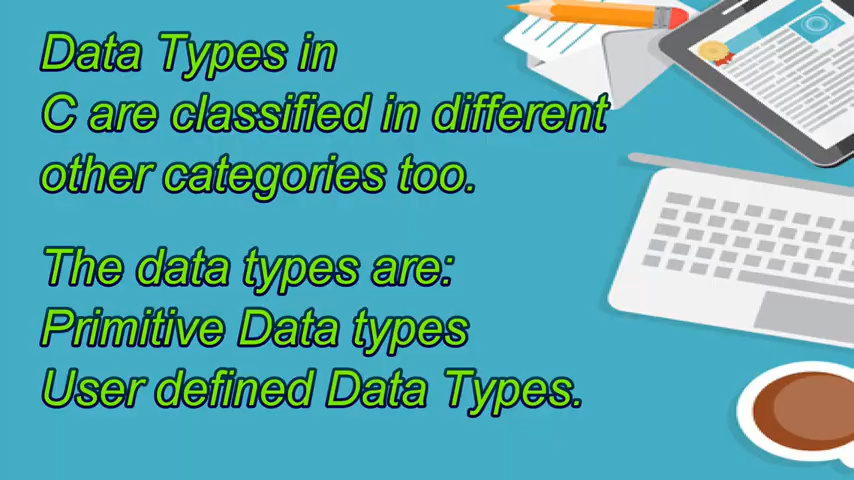 Data Types in
C are classified in different
other categories too.
The data types are:
Primitive Data types
User defined Data Types.